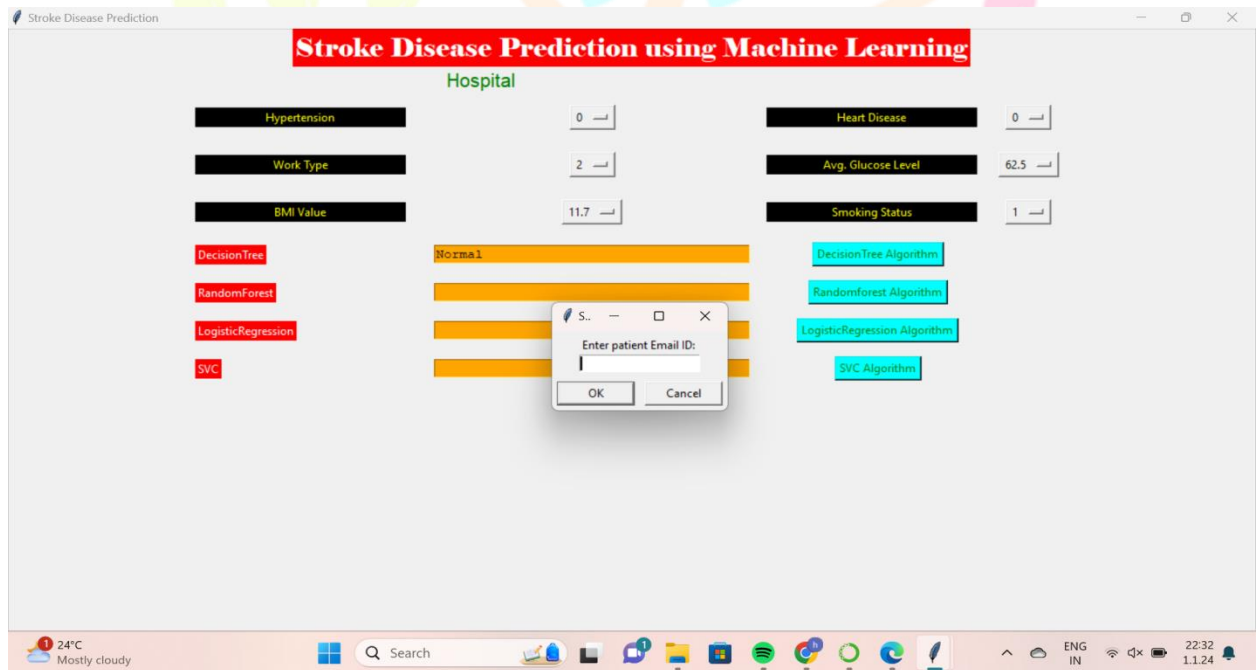 Stroke Disease Prediction
Stroke Disease Prediction using Machine Learning
Hospital
Hypertension 0 Heart Disease 0
Work Type 2 Avg. Glucose Level 62.5
BMI Value 11.7 Smoking Status 1
DecisionTree Normal DecisionTree Algorithm
RandomForest Randomforest Algorithm
S..
LogisticRegression LogisticRegression Algorithm
Enter patient Email ID:
SVC SVC Algorithm
OK Cancel
1 24°C
Mostly cloudy
Search
1
h
ENG
IN
22:32
1.1.24